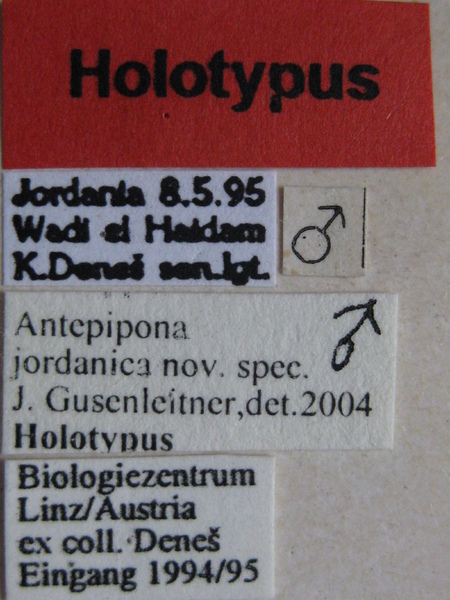 Holotypus
Jordania 8.5.95
Wadi el Haidam
K.Deneš sen.lgt.
♂
Antepipona ♂
jordanica nov. spec.
J. Gusenleitner,det.2004
Holotypus
Biologiezentrum
Linz/Austria
ex coll. Deneš
Eingang 1994/95